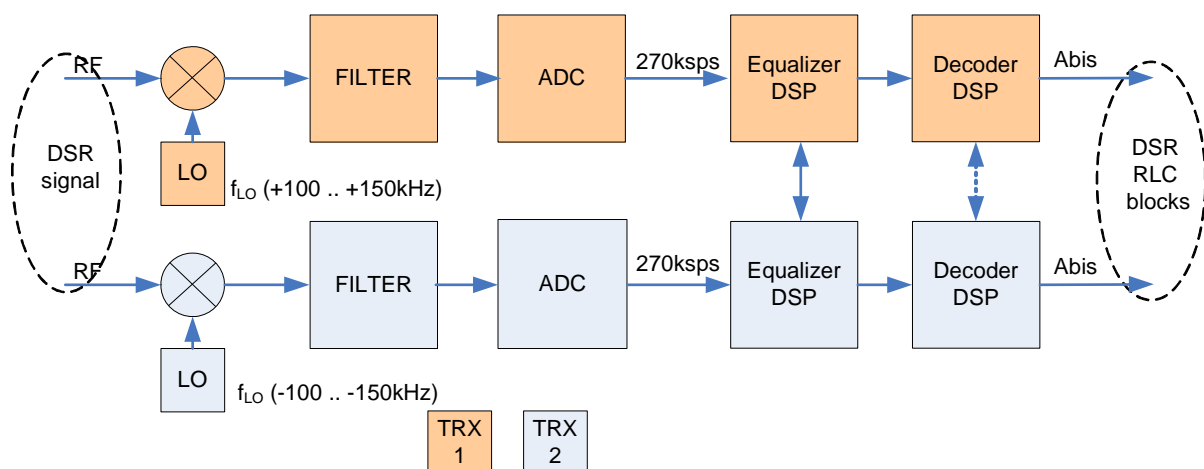 RF
FILTER
ADC
270ksps
Equalizer
DSP
Decoder
DSP
Abis
DSR
signal
LO
fLO (+100 .. +150kHz)
DSR
RLC
blocks
RF
FILTER
ADC
270ksps
Equalizer
DSP
Decoder
DSP
Abis
LO
fLO (-100 .. -150kHz)
TRX
1
TRX
2